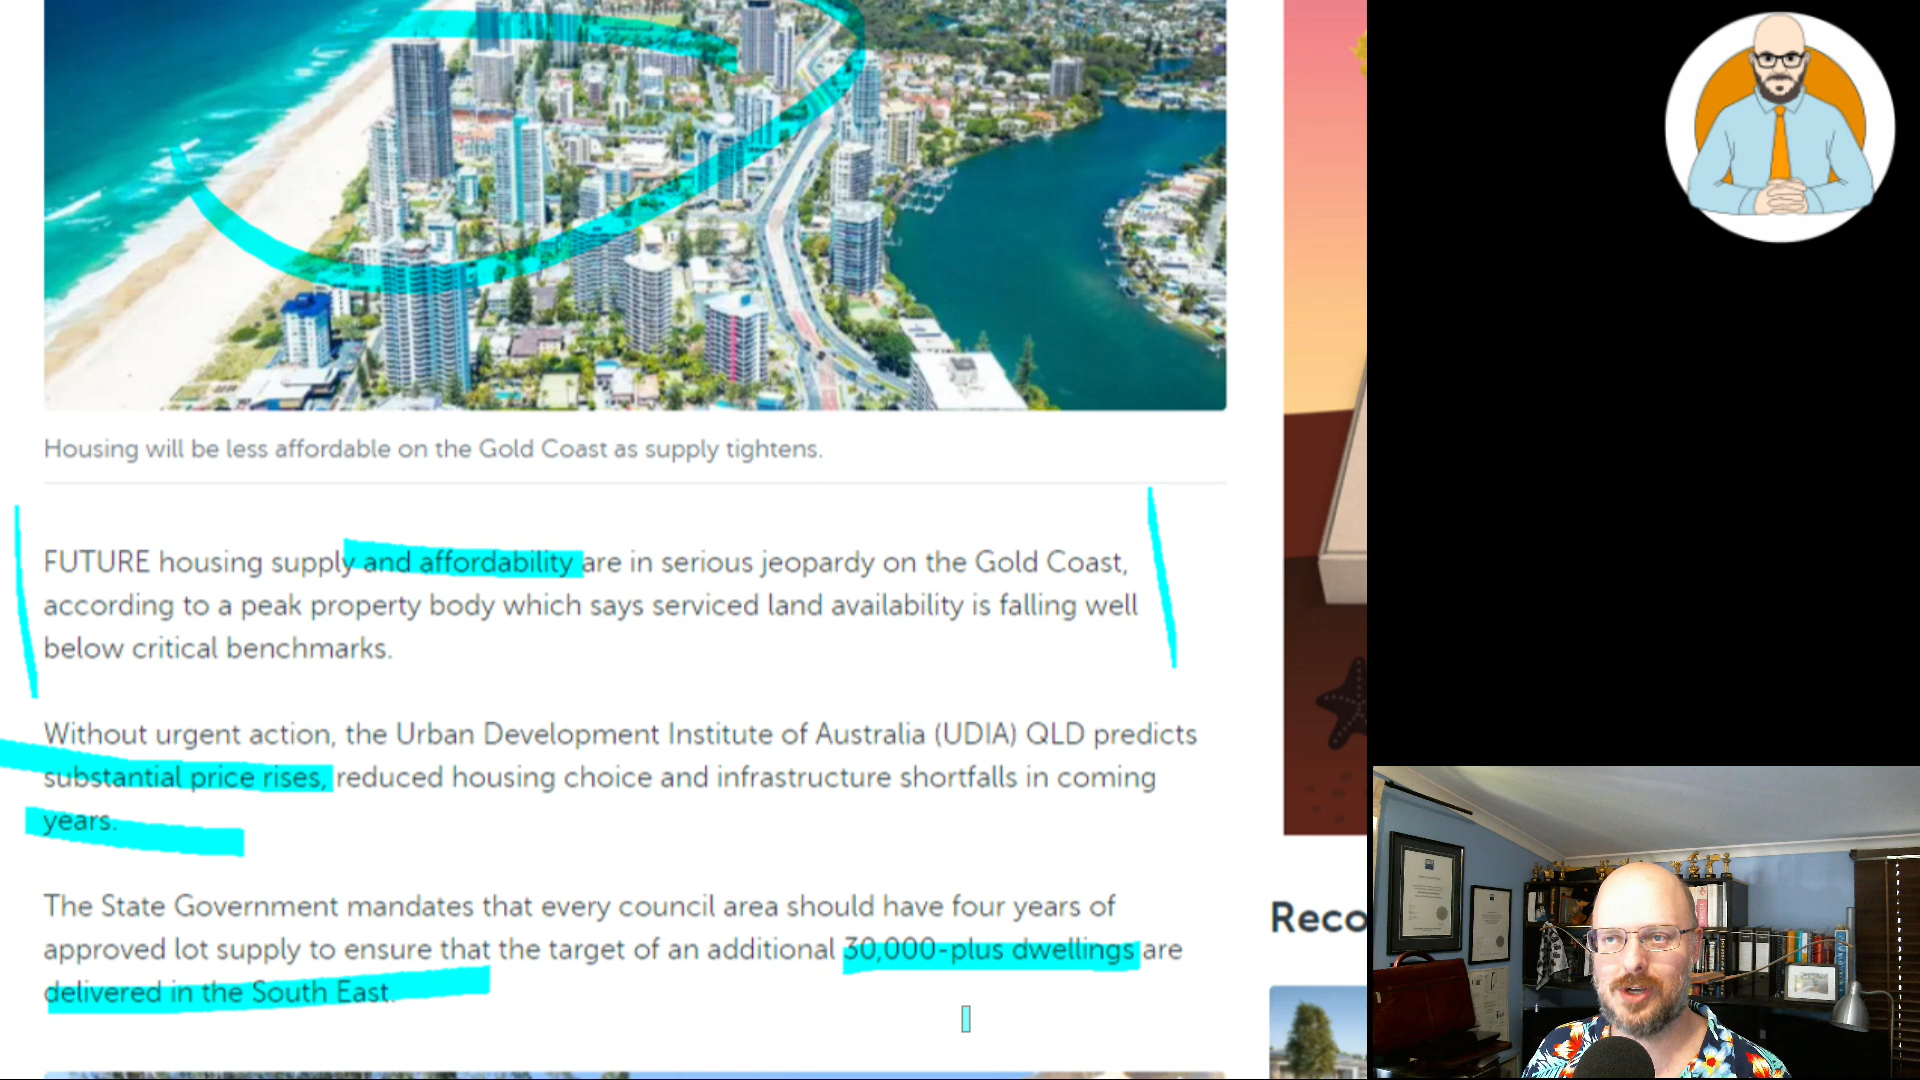 Housing will be less affordable on the Gold Coast as supply tightens.
FUTURE housing supply and affordability are in serious jeopardy on the Gold Coast,
according to a peak property body which says serviced land availability is falling well
below critical benchmarks.
Without urgent action, the Urban Development Institute of Australia (UDIA) QLD predicts
substantial price rises, reduced housing choice and infrastructure shortfalls in coming
years.
The State Government mandates that every council area should have four years of
approved lot supply to ensure that the target of an additional 30,000-plus dwellings are
delivered in the South East.
Reco